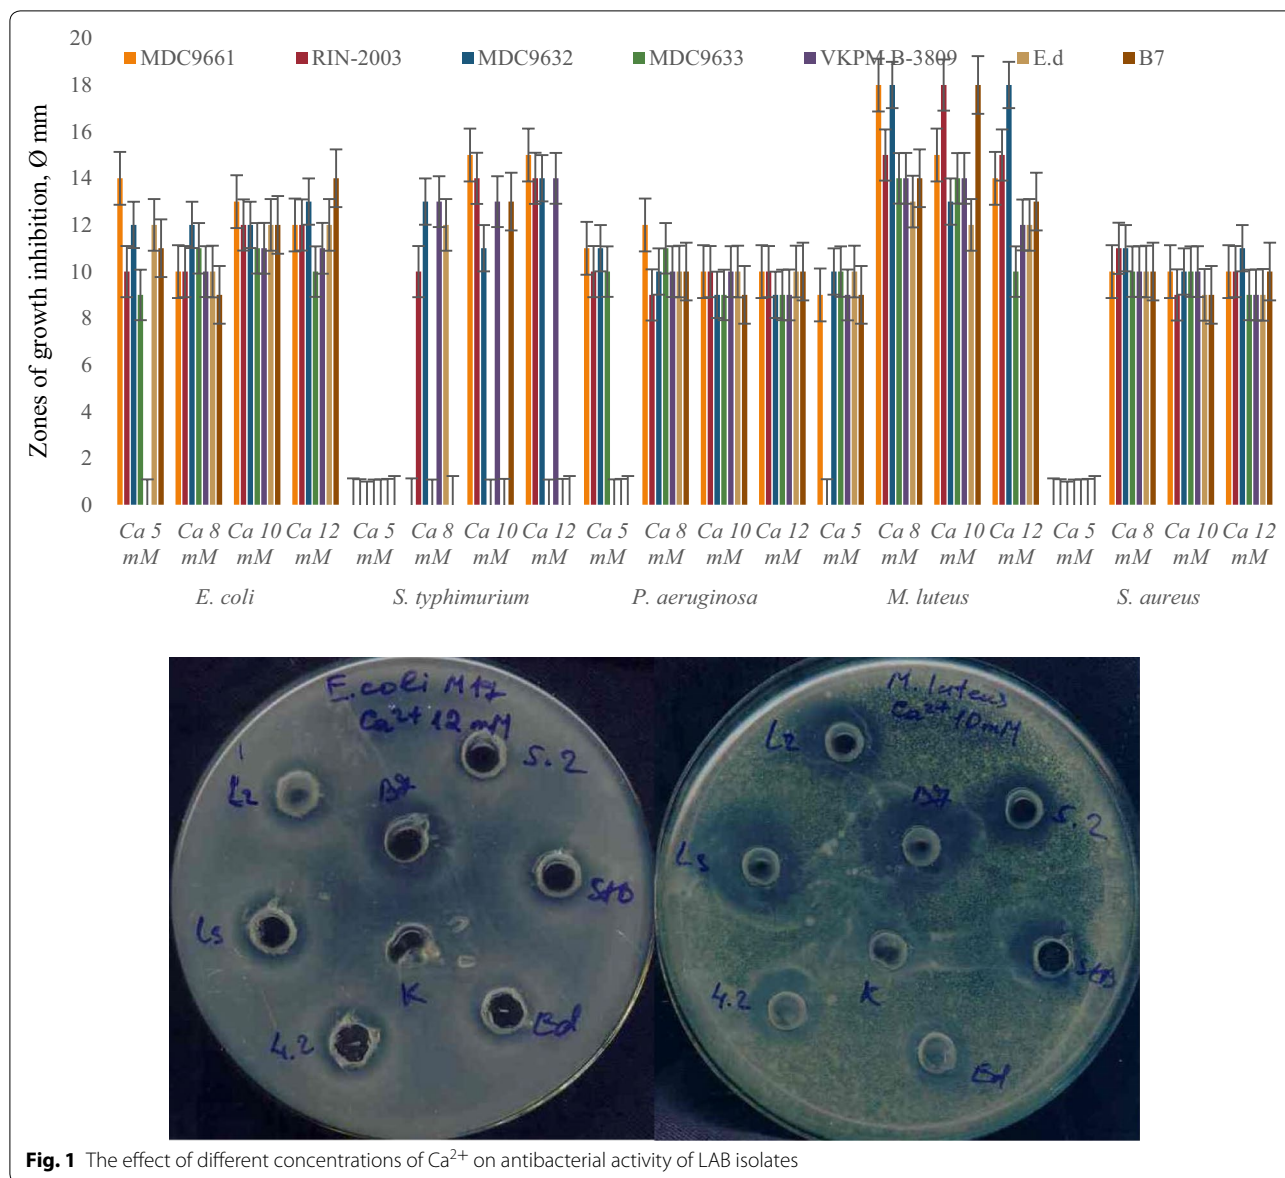 20
18
16
14
12
10
8
6
4
2
0
Zones of growth inhibition, Ø mm
MDC9661 RIN-2003 MDC9632 MDC9633 VKPM-B-3809 E.d B7
Ca 5 mM Ca 8 mM Ca 10 mM Ca 12 mM Ca 5 mM Ca 8 mM Ca 10 mM Ca 12 mM Ca 5 mM Ca 8 mM Ca 10 mM Ca 12 mM Ca 5 mM Ca 8 mM Ca 10 mM Ca 12 mM Ca 5 mM Ca 8 mM Ca 10 mM Ca 12 mM
E. coli S. typhimurium P. aeruginosa M. luteus S. aureus
E.coli M17
Ca2+ 12 mM
S.2
L2
B7
StB
Ls
K
4.2
Bd
M. luteus
Ca2+ 10 mM
L2
B7
S.2
Ls
StB
4.2
K
Bd
Fig. 1 The effect of different concentrations of Ca2+ on antibacterial activity of LAB isolates